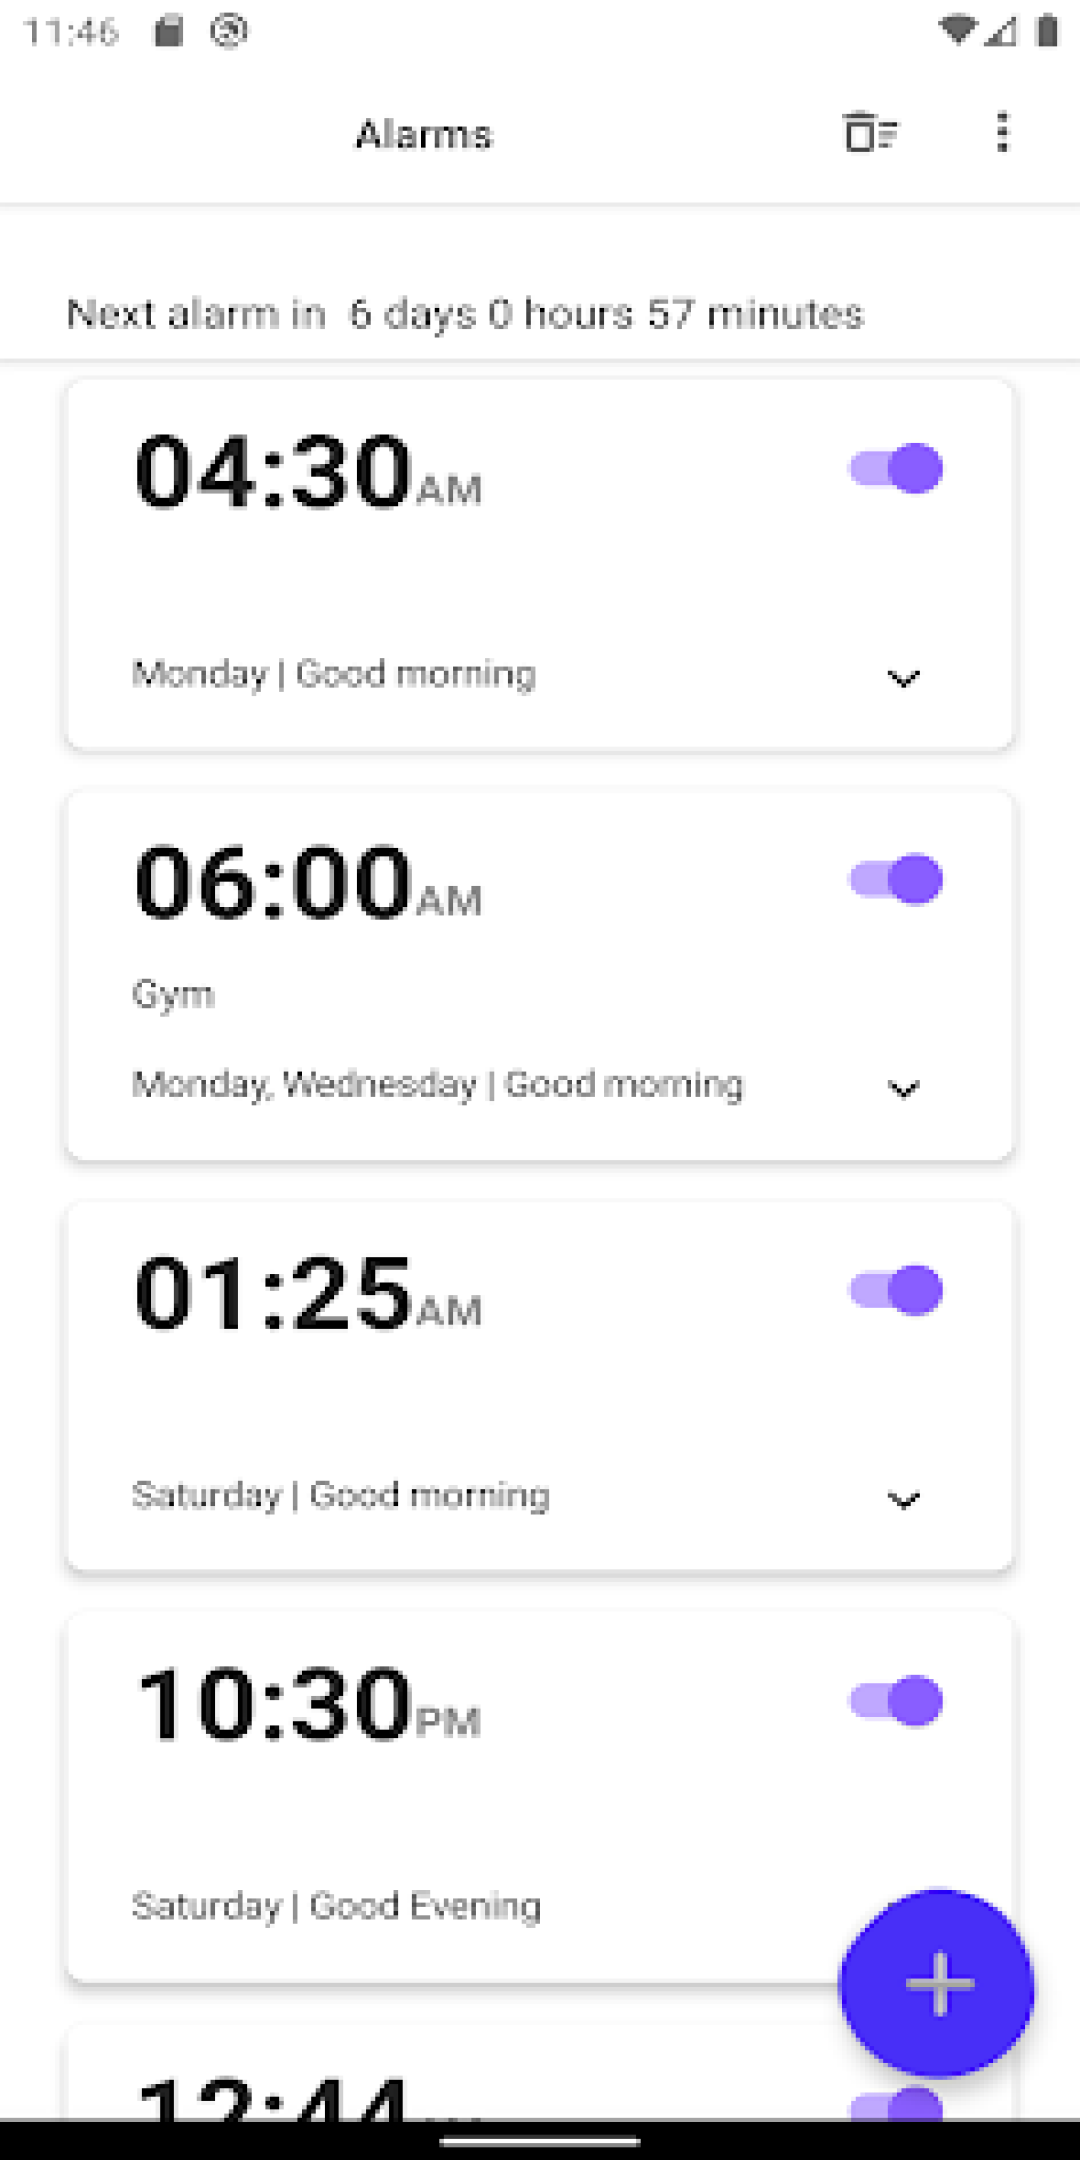 11:46
Alarms
Next alarm in  6 days 0 hours 57 minutes
04:30AM
Monday | Good morning
06:00AM
Gym
Monday, Wednesday | Good morning
01:25AM
Saturday | Good morning
10:30PM
Saturday | Good Evening
12:44